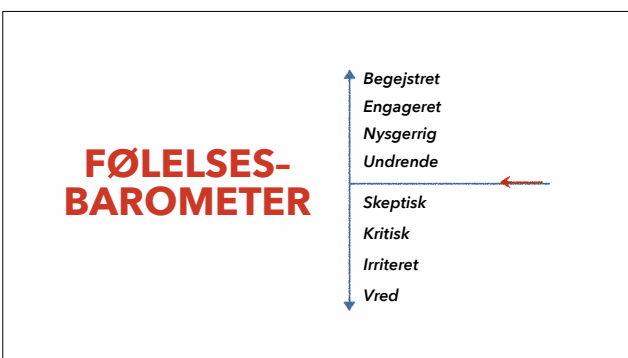 FØLELSES-
BAROMETER
Begejstret
Engageret
Nysgerrig
Undrende
Skeptisk
Kritisk
Irriteret
Vred